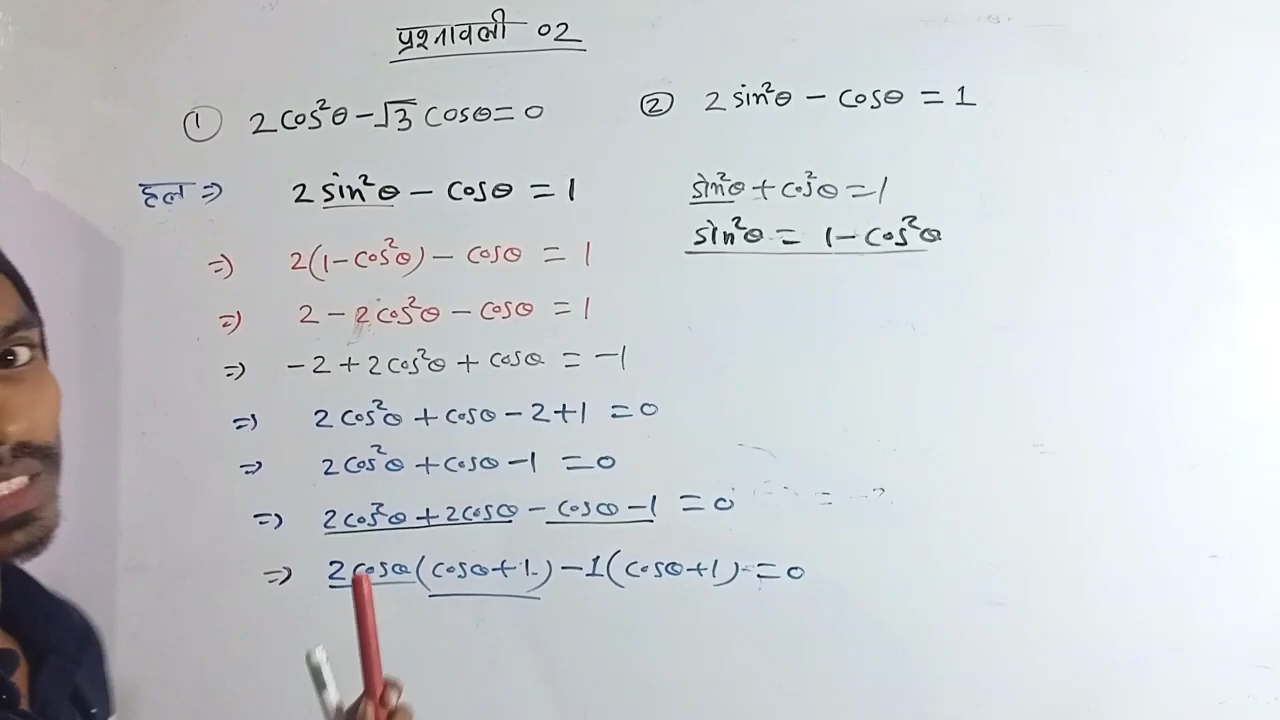 प्रश्नावली 02
① 2cos²θ - √3 cosθ = 0
② 2sin²θ - cosθ = 1
हल ⇒ 2sin²θ - cosθ = 1
sin²θ + cos²θ = 1
sin²θ = 1 - cos²θ
⇒ 2(1 - cos²θ) - cosθ = 1
⇒ 2 - 2cos²θ - cosθ = 1
⇒ -2 + 2cos²θ + cosθ = -1
⇒ 2cos²θ + cosθ - 2 + 1 = 0
⇒ 2cos²θ + cosθ - 1 = 0
⇒ 2cos²θ + 2cosθ - cosθ - 1 = 0
⇒ 2cosθ(cosθ + 1) - 1(cosθ + 1) = 0